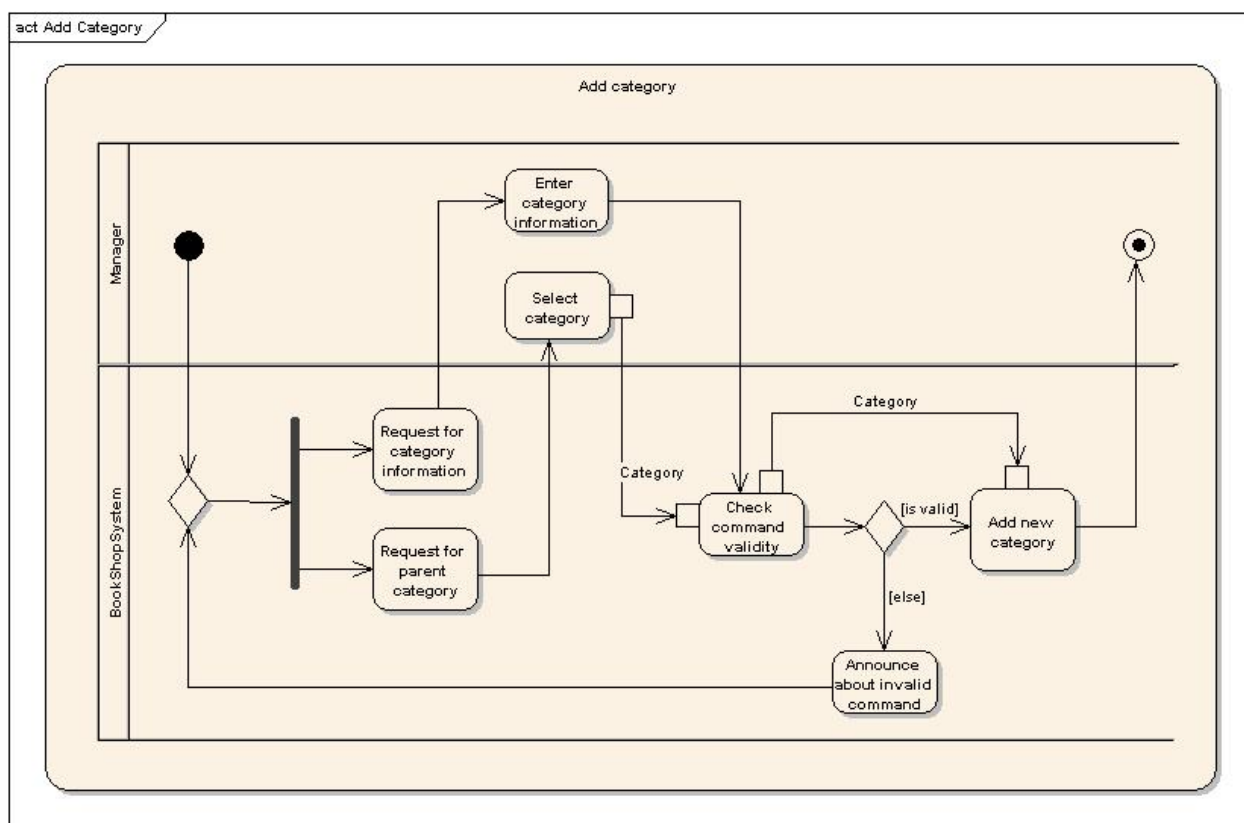 act Add Category
Add category
Manager
Enter
category
information
Select
category
BookShopSystem
Request for
category
information
Request for
parent
category
Category
Category
Check
command
validity
[is valid]
Add new
category
[else]
Announce
about invalid
command